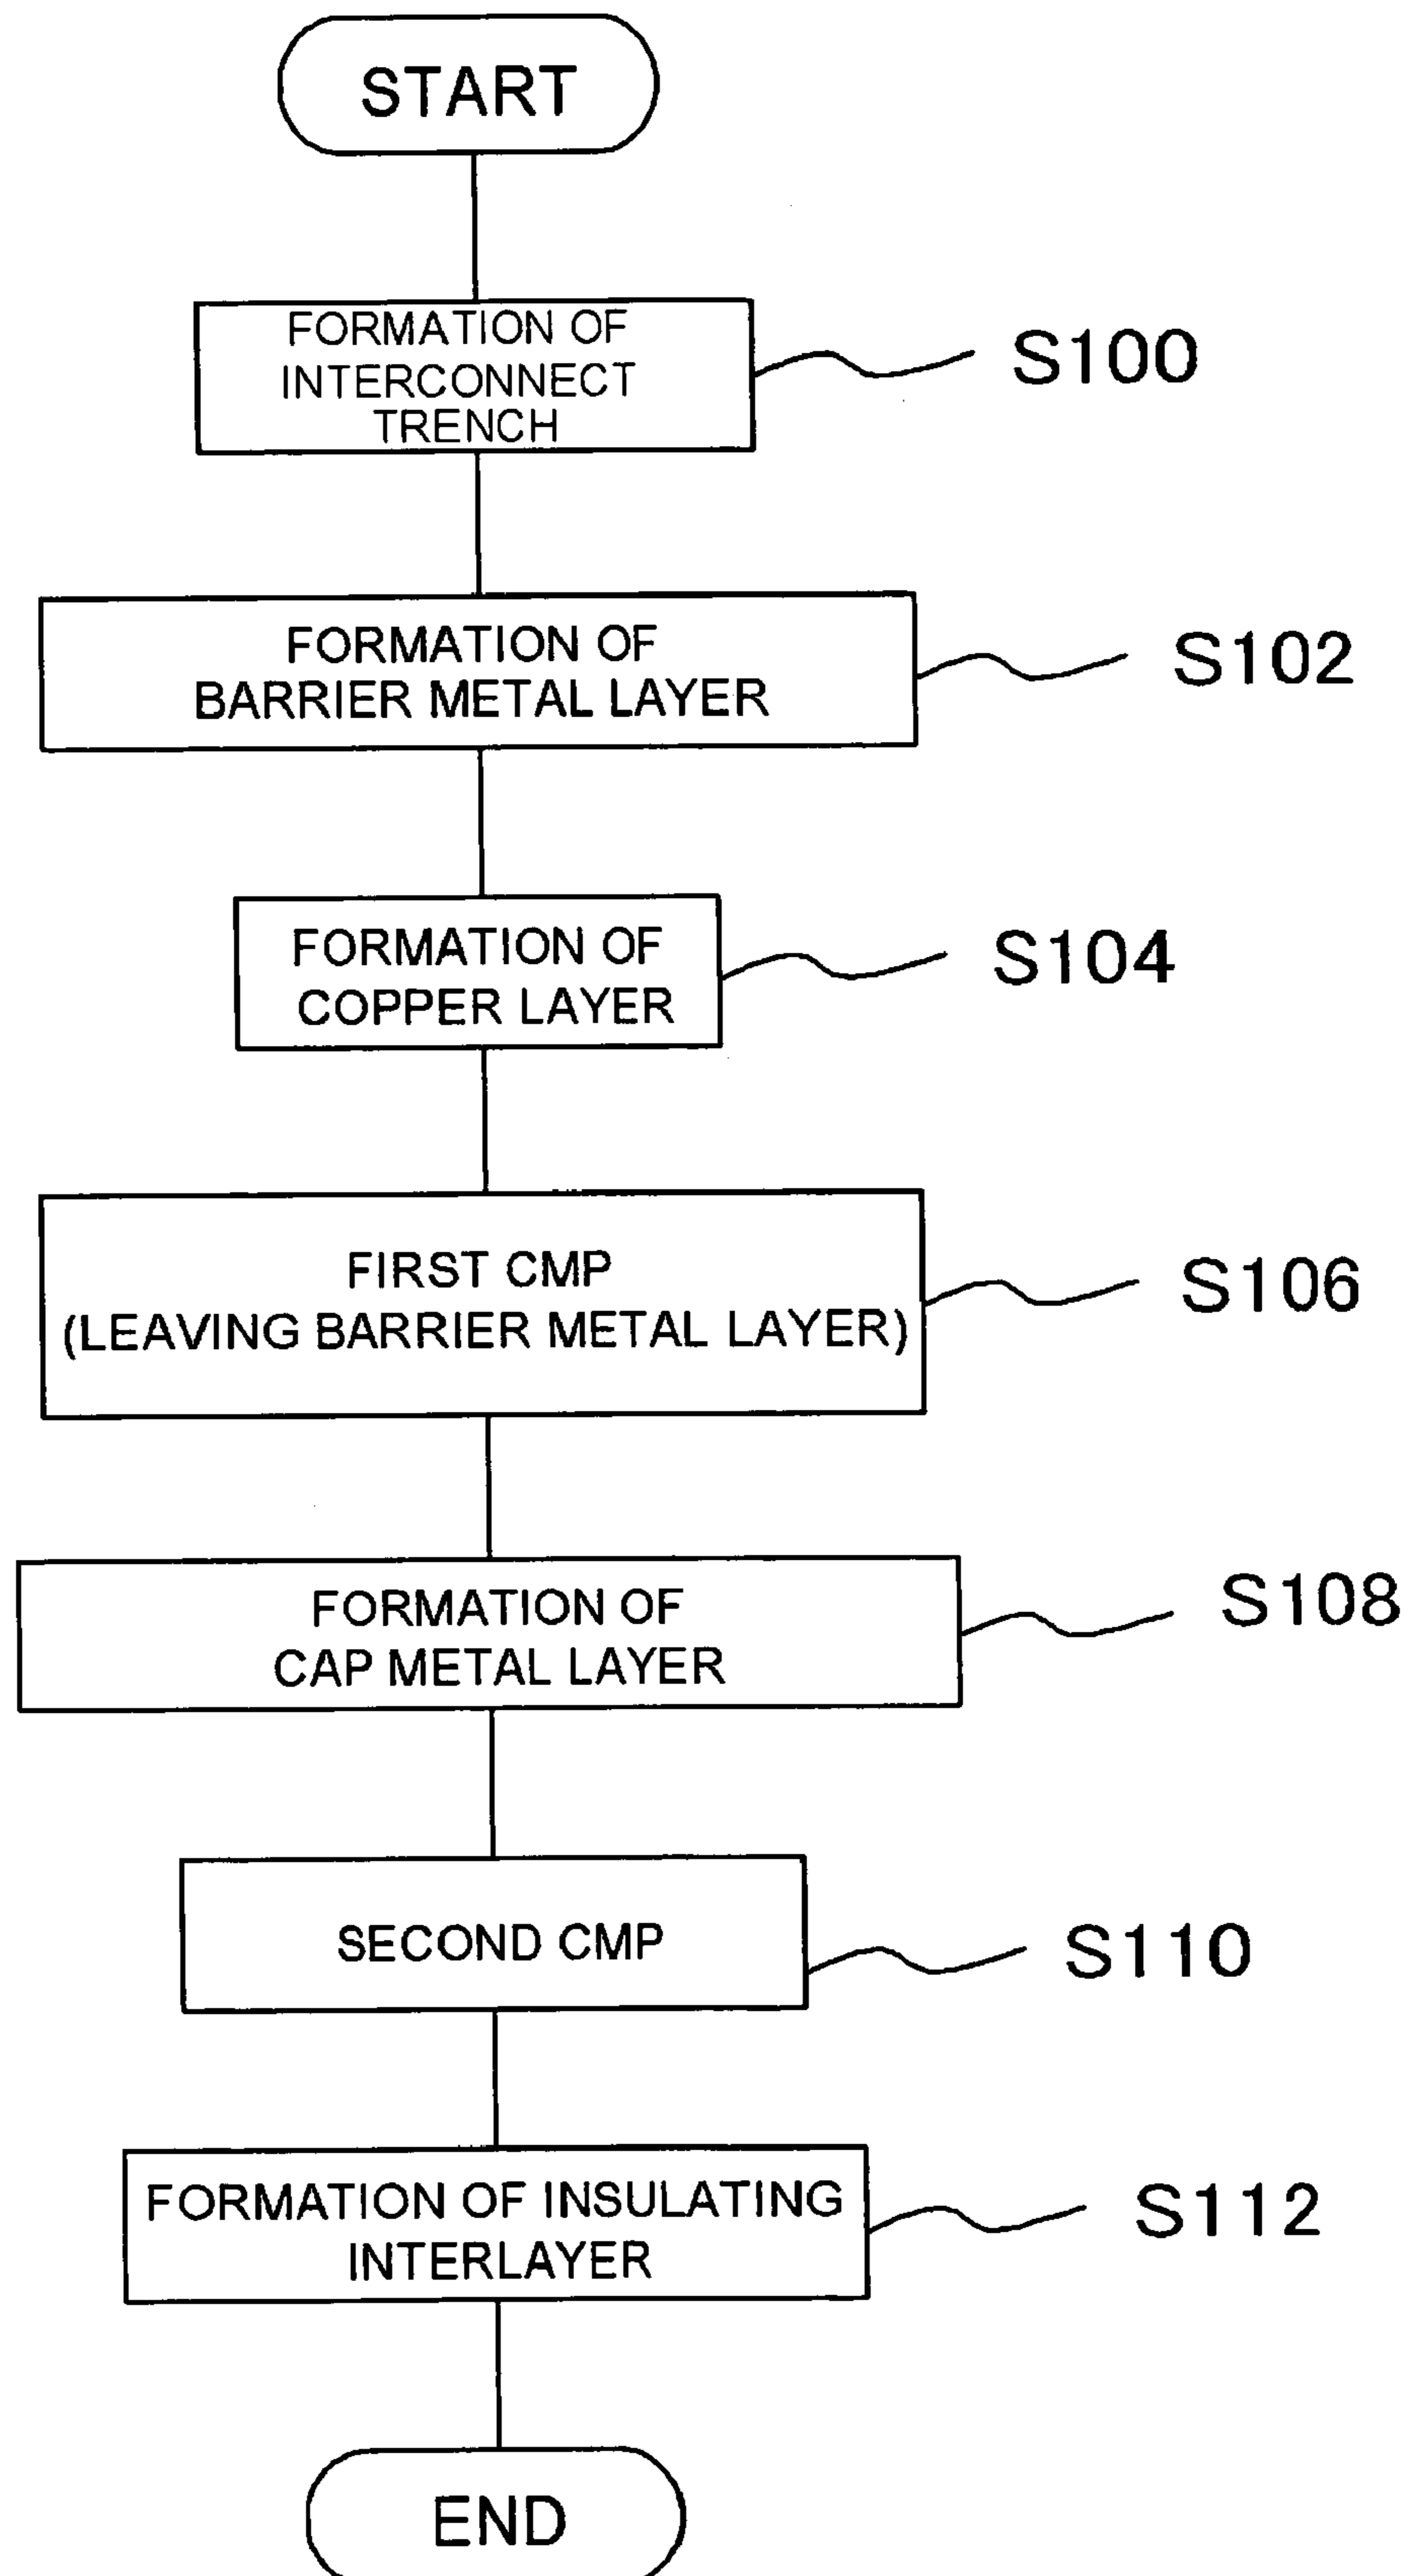 START
FORMATION OF
INTERCONNECT
TRENCH
S100
FORMATION OF
BARRIER METAL LAYER
S102
FORMATION OF
COPPER LAYER
S104
FIRST CMP
(LEAVING BARRIER METAL LAYER)
S106
FORMATION OF
CAP METAL LAYER
S108
SECOND CMP
S110
FORMATION OF INSULATING
INTERLAYER
S112
END